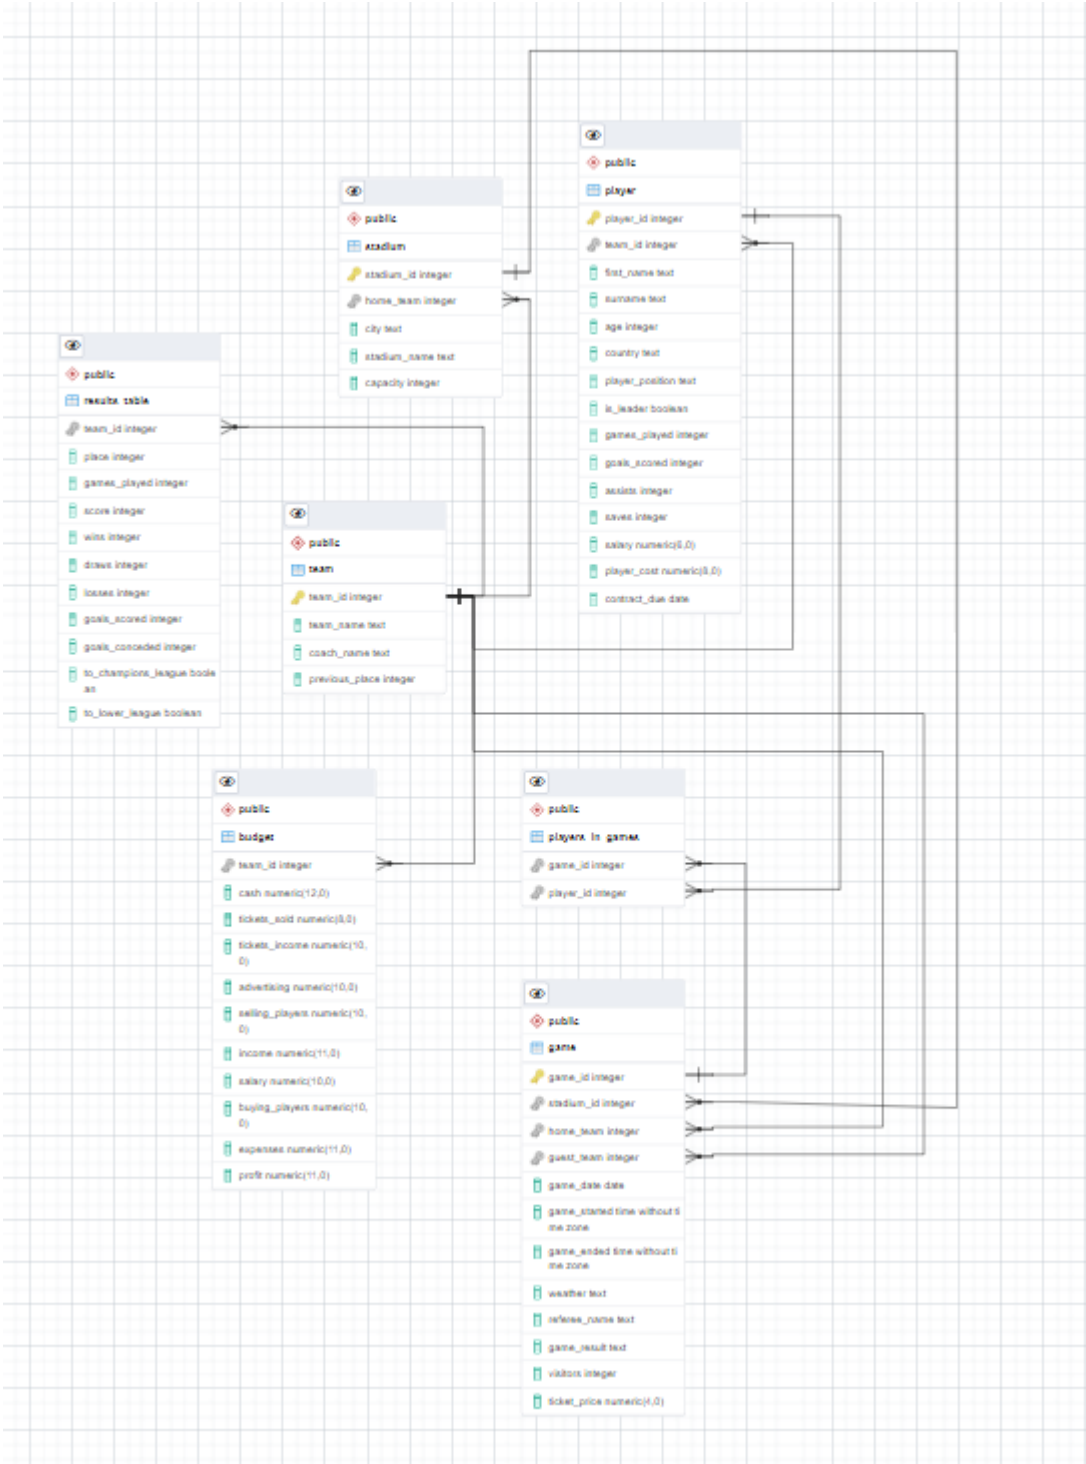 public
player
player_id integer
team_id integer
first_name text
surname text
age integer
country text
player_position text
is_leader boolean
games_played integer
goals_scored integer
assists integer
saves integer
salary numeric(6,0)
player_cost numeric(8,0)
contract_due date
public
stadium
stadium_id integer
home_team integer
city text
stadium_name text
capacity integer
public
results_table
team_id integer
place integer
games_played integer
score integer
wins integer
draws integer
losses integer
goals_scored integer
goals_conceded integer
to_champions_league boole
an
to_lower_league boolean
public
team
team_id integer
team_name text
coach_name text
previous_place integer
public
budget
team_id integer
cash numeric(12,0)
tickets_sold numeric(8,0)
tickets_income numeric(10,
0)
advertising numeric(10,0)
selling_players numeric(10,
0)
income numeric(11,0)
salary numeric(10,0)
buying_players numeric(10,
0)
expenses numeric(11,0)
profit numeric(11,0)
public
players_in_games
game_id integer
player_id integer
public
game
game_id integer
stadium_id integer
home_team integer
guest_team integer
game_date date
game_started time without ti
me zone
game_ended time without ti
me zone
weather text
referee_name text
game_result text
visitors integer
ticket_price numeric(4,0)